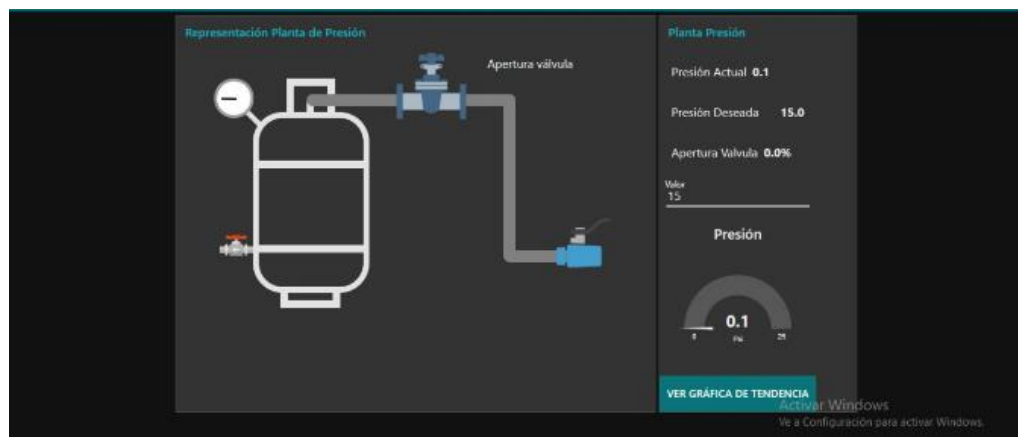 Representación Planta de Presión
Apertura válvula
Planta Presión
Presión Actual 0.1
Presión Deseada 15.0
Apertura Valvula 0.0%
Valor
15
Presión
0.1
0 PSI 25
VER GRÁFICA DE TENDENCIA
Activar Windows
Ve a Configuración para activar Windows.